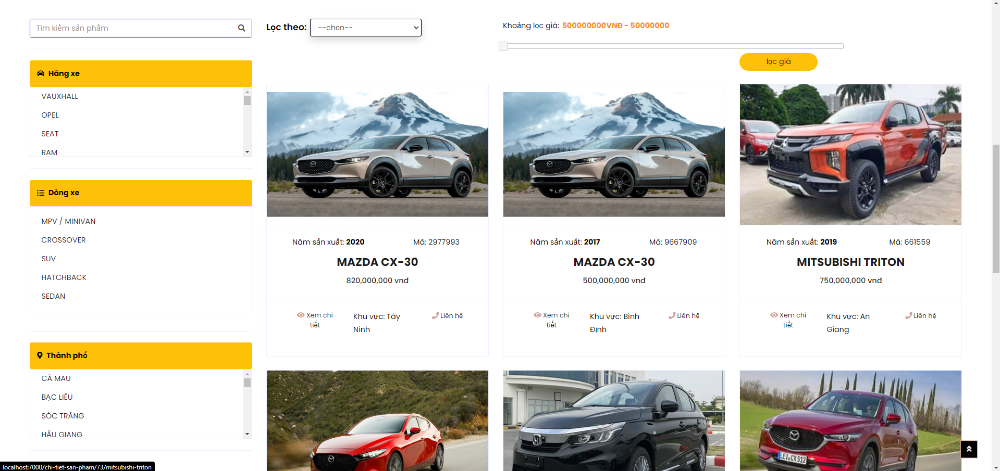 Tìm kiếm sản phẩm
Lọc theo:
--chọn--
Khoảng lọc giá: 500000000VNĐ - 50000000
lọc giá
Hãng xe
VAUXHALL
OPEL
SEAT
RAM
Dòng xe
MPV / MINIVAN
CROSSOVER
SUV
HATCHBACK
SEDAN
Thành phố
CÀ MAU
BẠC LIÊU
SÓC TRĂNG
HẬU GIANG
Năm sản xuất: 2020
Mã: 2977993
MAZDA CX-30
820,000,000 vnđ
Xem chi
tiết
Khu vực: Tây
Ninh
Liên hệ
Năm sản xuất: 2017
Mã: 9667909
MAZDA CX-30
500,000,000 vnđ
Xem chi
tiết
Khu vực: Bình
Định
Liên hệ
Năm sản xuất: 2019
Mã: 661559
MITSUBISHI TRITON
750,000,000 vnđ
Xem chi
tiết
Khu vực: An
Giang
Liên hệ
LEV CX 512
localhost:7000/chi-tiet-san-pham/73/mitsubishi-triton